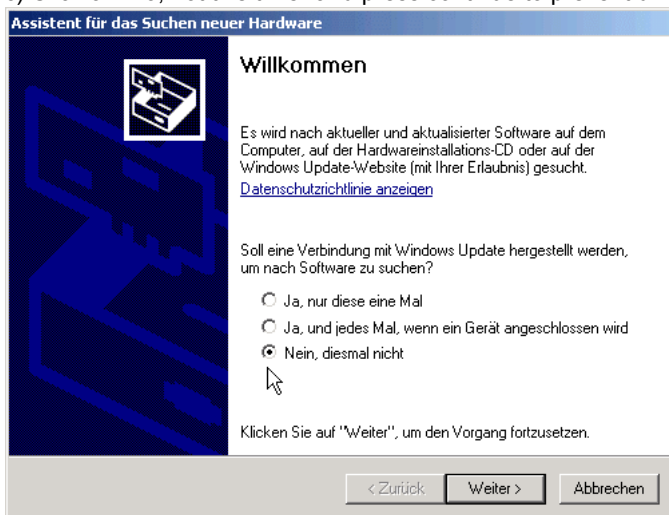 Assistent für das Suchen neuer Hardware
Willkommen
Es wird nach aktueller und aktualisierter Software auf dem
Computer, auf der Hardwareinstallations-CD oder auf der
Windows Update-Website (mit Ihrer Erlaubnis) gesucht.
Datenschutzrichtlinie anzeigen
Soll eine Verbindung mit Windows Update hergestellt werden,
um nach Software zu suchen?
Ja, nur diese eine Mal
Ja, und jedes Mal, wenn ein Gerät angeschlossen wird
Nein, diesmal nicht
Klicken Sie auf "Weiter", um den Vorgang fortzusetzen.
< Zurück
Weiter >
Abbrechen